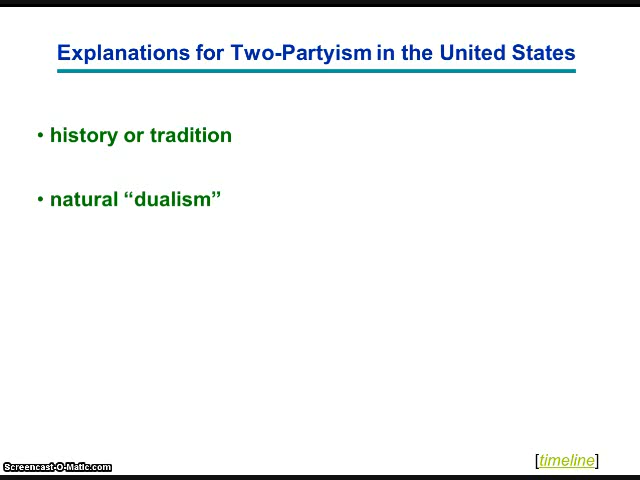 Explanations for Two-Partyism in the United States
• history or tradition
• natural “dualism”
[timeline]
Screencast-O-Matic.com